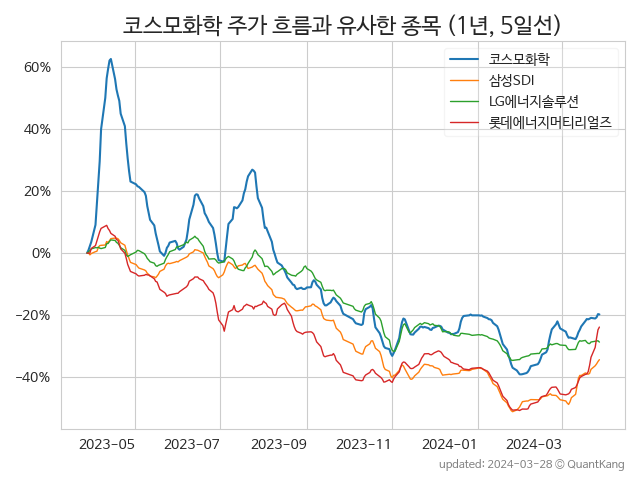 코스모화학 주가 흐름과 유사한 종목 (1년, 5일선)
코스모화학
삼성SDI
LG에너지솔루션
롯데에너지머티리얼즈
60%
40%
20%
0%
−20%
−40%
2023-05 2023-07 2023-09 2023-11 2024-01 2024-03
updated: 2024-03-28 © QuantKang